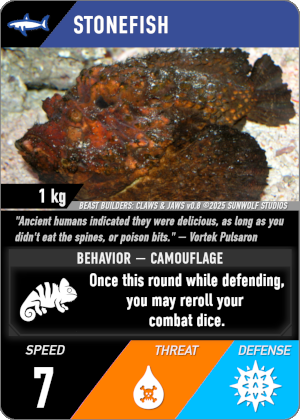 STONEFISH
1 kg
BEAST BUILDERS: CLAWS & JAWS v0.0 ©2025 SUNWOLF STUDIOS
"Ancient humans indicated they were delicious, as long as you
didn't eat the spines, or poison bits." — Vortek Pulsaron
BEHAVIOR — CAMOUFLAGE
Once this round while defending,
you may reroll your
combat dice.
SPEED
THREAT
DEFENSE
7